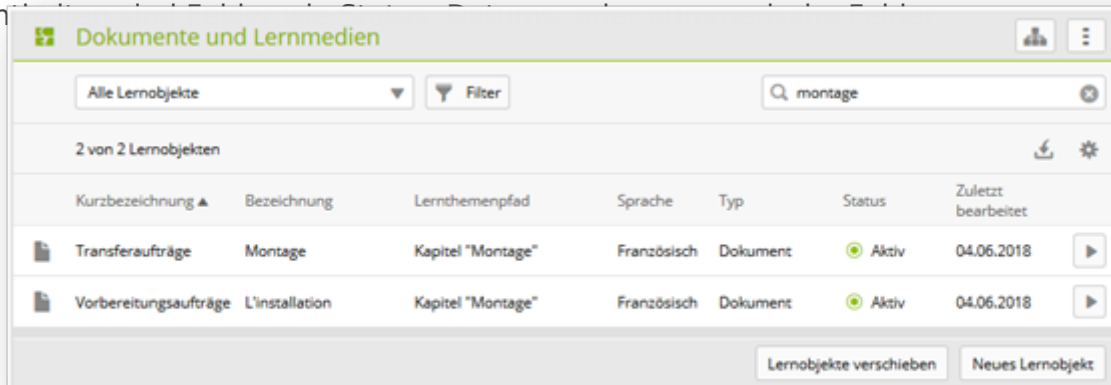 Dokumente und Lernmedien
Alle Lernobjekte Filter montage
2 von 2 Lernobjekten
Kurzbezeichnung ▲ Bezeichnung Lernthemenpfad Sprache Typ Status Zuletzt
bearbeitet
Transferaufträge Montage Kapitel "Montage" Französisch Dokument Aktiv 04.06.2018
Vorbereitungsaufträge L'installation Kapitel "Montage" Französisch Dokument Aktiv 04.06.2018
Lernobjekte verschieben Neues Lernobjekt